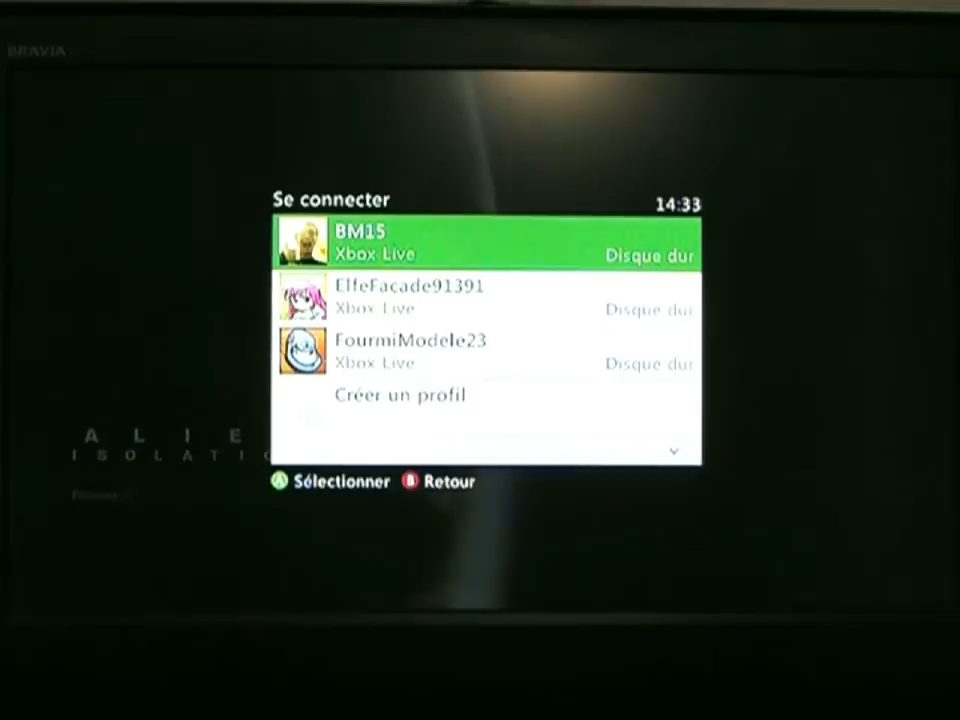 BRAVIA
Se connecter 14:33
BM15
Xbox Live Disque dur
ElfeFacade91391
Xbox Live Disque dur
FourmiModele23
Xbox Live Disque dur
Créer un profil
A L I E
I S O L A T I
A Sélectionner B Retour